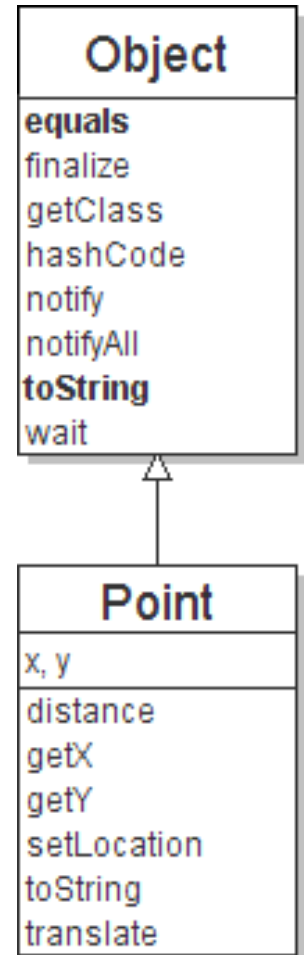 Object
equals
finalize
getClass
hashCode
notify
notifyAll
toString
wait
Point
x, y
distance
getX
getY
setLocation
toString
translate